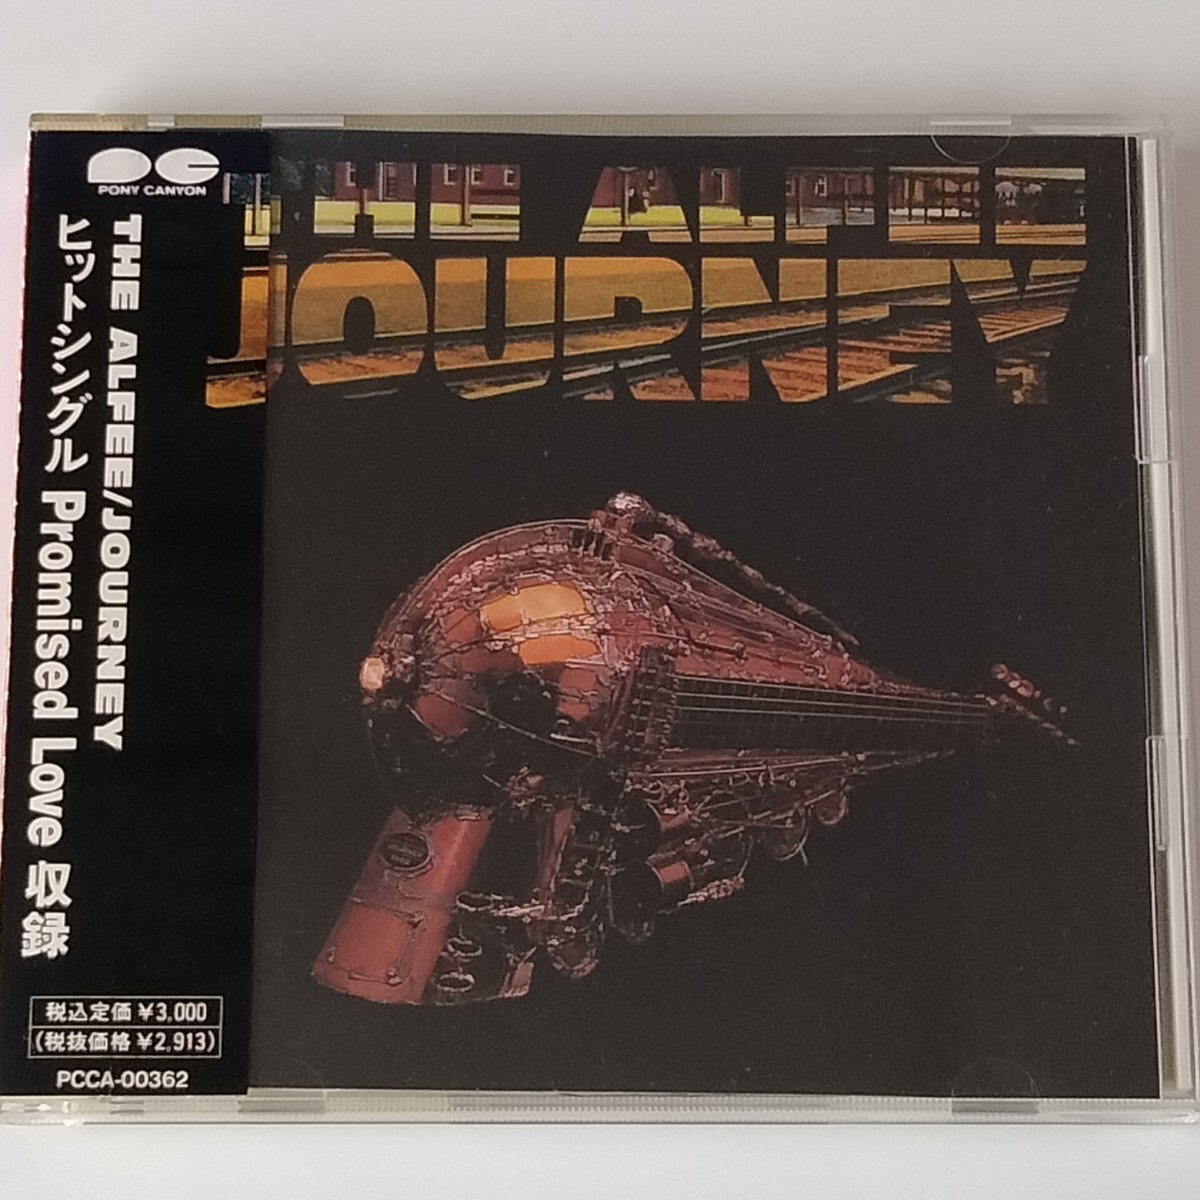 PONY CANYON
THE ALFEE/JOURNEY
ヒットシングル Promised Love 収録
税込定価 ¥3,000
(税抜価格 ¥2,913)
PCCA-00362
THE ALFEE
JOURNEY